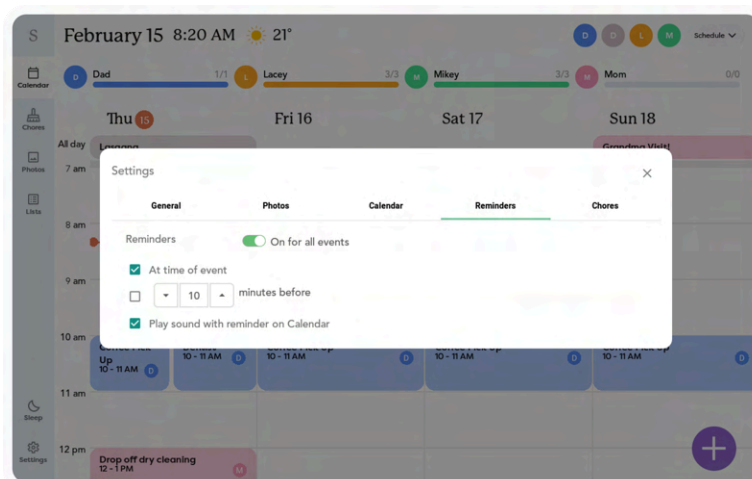 S
February 15 8:20 AM 21°
D D L M
Schedule
Calendar
D Dad 1/1
L Lacey 3/3
M Mikey 3/3
M Mom 0/0
Chores
Photos
Lists
Thu 15 Fri 16 Sat 17 Sun 18
All day Lasagna Grandma Visit!
7 am
8 am
9 am
10 am
11 am
12 pm
Settings
General Photos Calendar Reminders Chores
Reminders On for all events
At time of event
10 minutes before
Play sound with reminder on Calendar
Up
10 - 11 AM D
10 - 11 AM D
10 - 11 AM D
10 - 11 AM D
10 - 11 AM D
Drop off dry cleaning
12 - 1 PM M
Sleep
Settings